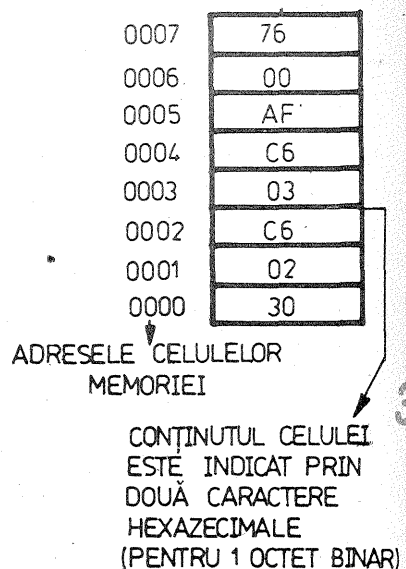 0007 76
0006 00
0005 AF
0004 C6
0003 03
0002 C6
0001 02
0000 30
ADRESELE CELULELOR
MEMORIEI
CONȚINUTUL CELULEI
ESTE INDICAT PRIN
DOUĂ CARACTERE
HEXAZECIMALE
(PENTRU 1 OCTET BINAR)